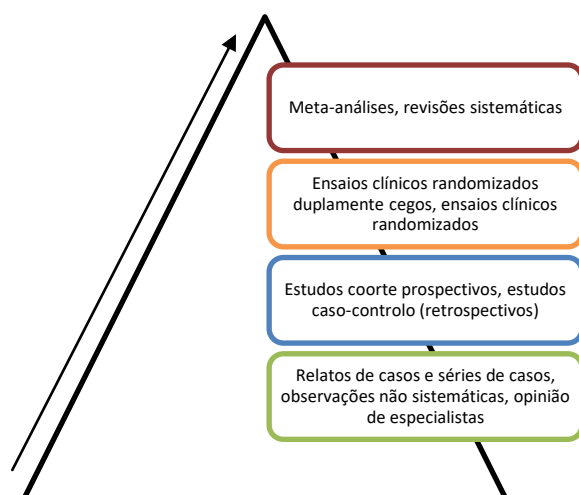 Meta-análises, revisões sistemáticas
Ensaios clínicos randomizados
duplamente cegos, ensaios clínicos
randomizados
Estudos coorte prospectivos, estudos
caso-controlo (retrospectivos)
Relatos de casos e séries de casos,
observações não sistemáticas, opinião
de especialistas